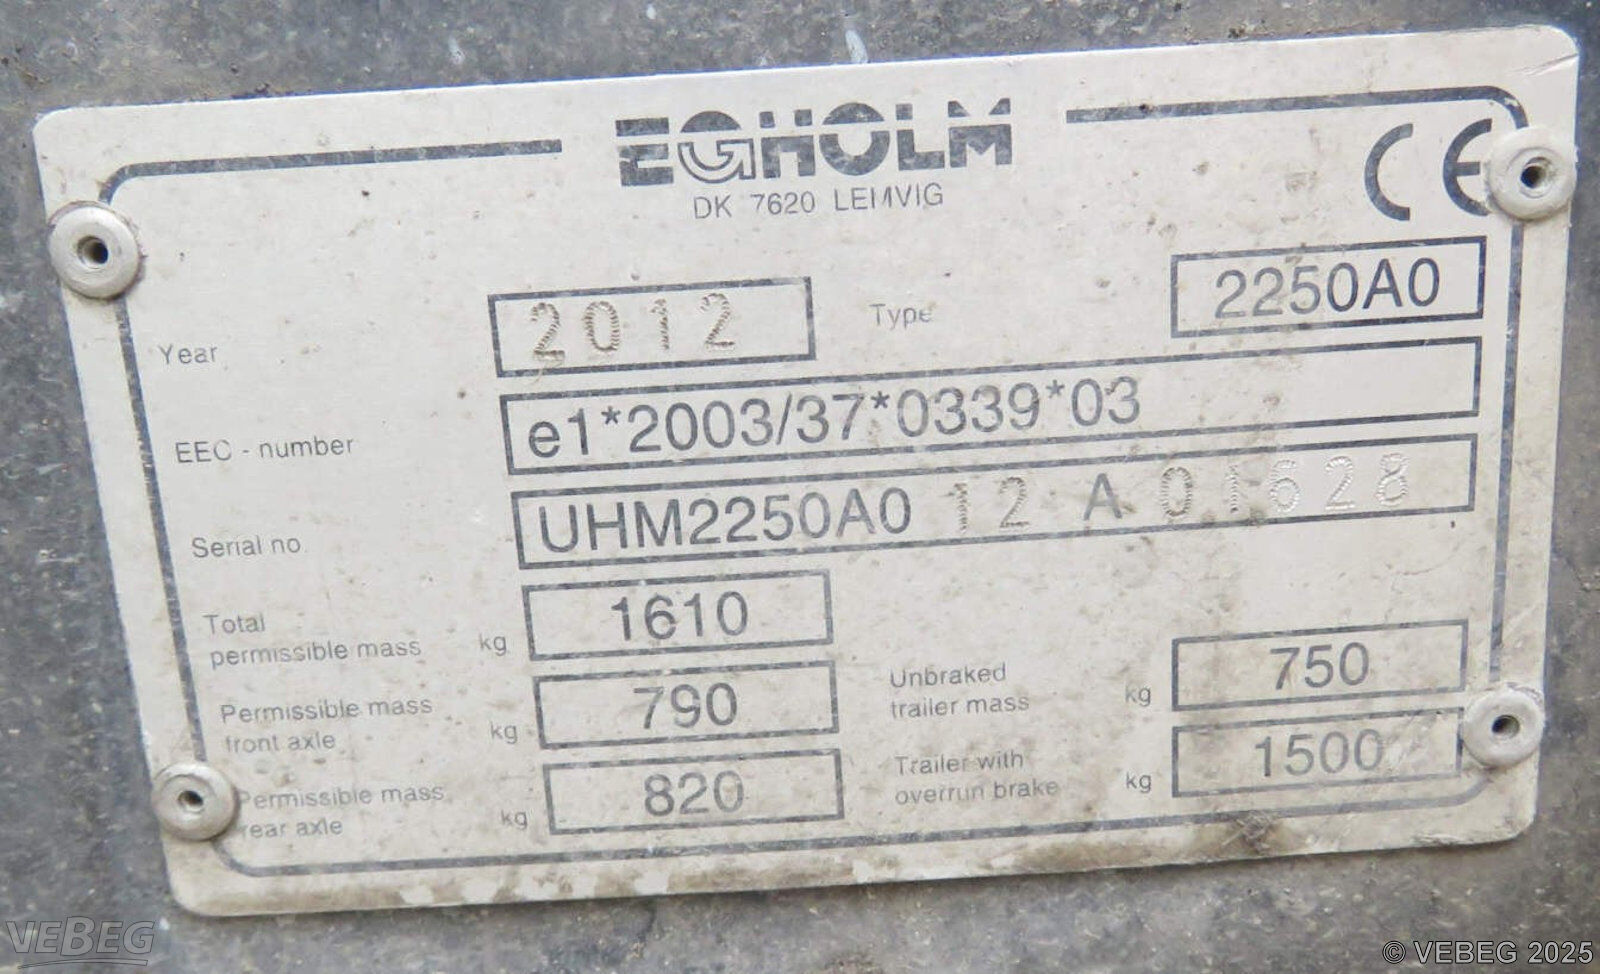 EGHOLM
DK 7620 LEMVIG
CE
Year 2012 Type 2250A0
EEC - number e1*2003/37*0339*03
Serial no. UHM2250A0 12 A 01628
Total
permissible mass kg 1610
Permissible mass
front axle kg 790
Unbraked
trailer mass kg 750
Permissible mass
rear axle kg 820
Trailer with
overrun brake kg 1500
VEBEG
© VEBEG 2025